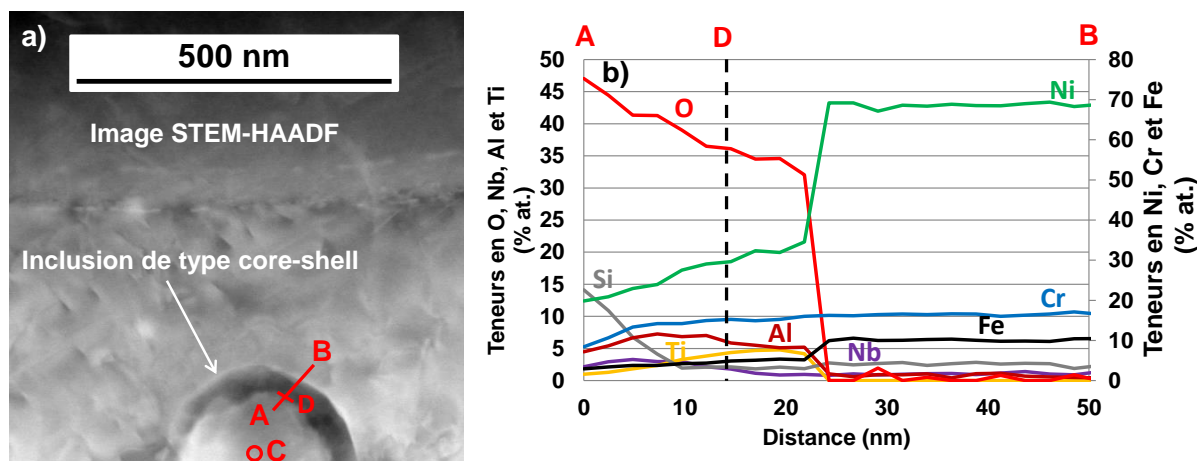 a)
500 nm
Image STEM-HAADF
Inclusion de type core-shell
B
D
A
C
A
D
B
b)
Teneurs en O, Nb, Al et Ti
(% at.)
50
45
40
35
30
25
20
15
10
5
0
80
70
60
50
40
30
20
10
0
Teneurs en Ni, Cr et Fe
(% at.)
O
Ni
Si
Cr
Al
Fe
Ti
Nb
0
10
20
30
40
50
Distance (nm)